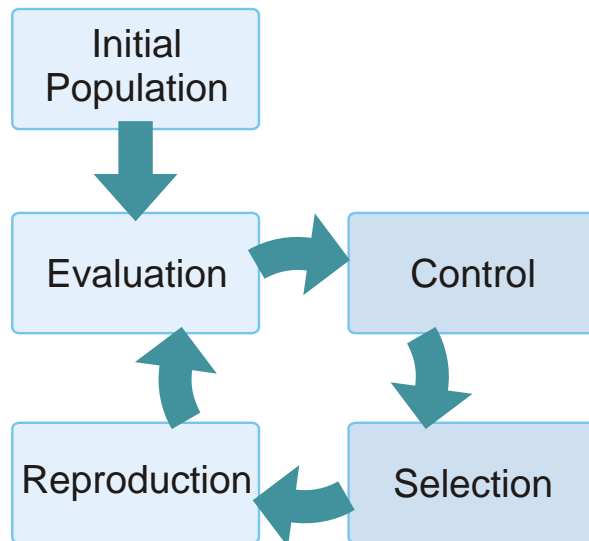 Initial
Population
Evaluation
Control
Reproduction
Selection